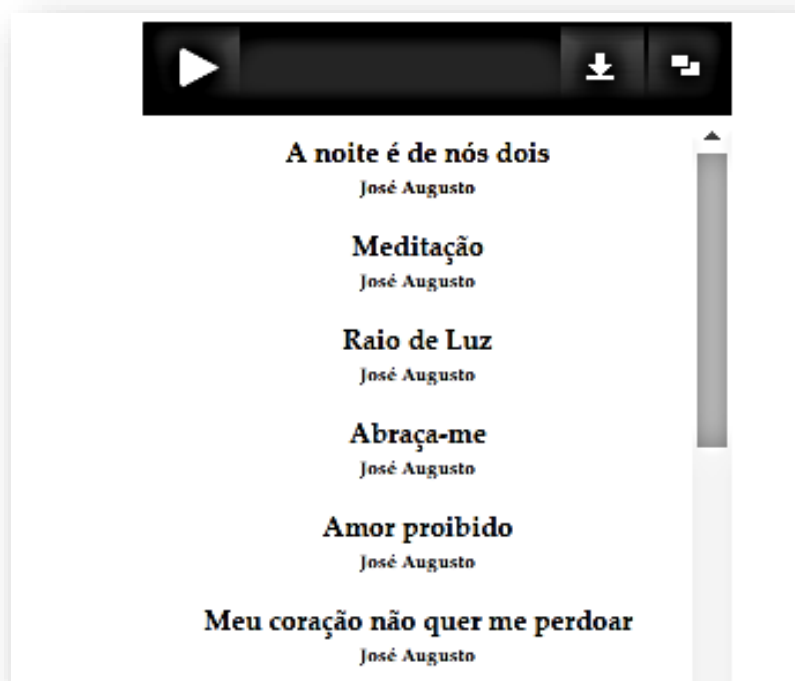 A noite é de nós dois
José Augusto
Meditação
José Augusto
Raio de Luz
José Augusto
Abraça-me
José Augusto
Amor proibido
José Augusto
Meu coração não quer me perdoar
José Augusto